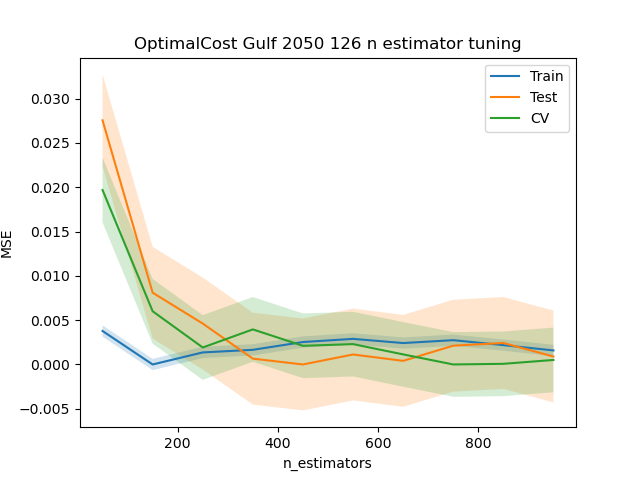 OptimalCost Gulf 2050 126 n estimator tuning
Train
Test
CV
0.030
0.025
0.020
0.015
0.010
0.005
0.000
−0.005
MSE
200 400 600 800
n_estimators